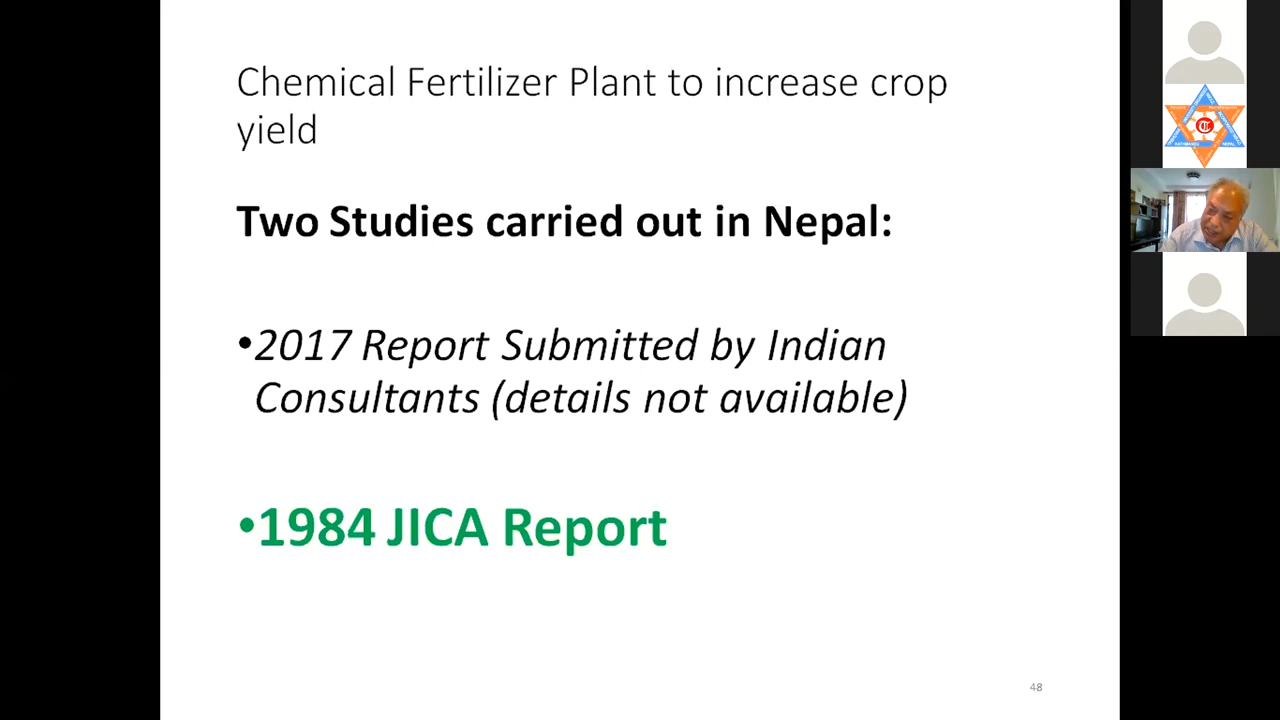 Chemical Fertilizer Plant to increase crop
yield
Two Studies carried out in Nepal:
•2017 Report Submitted by Indian
Consultants (details not available)
•1984 JICA Report
48